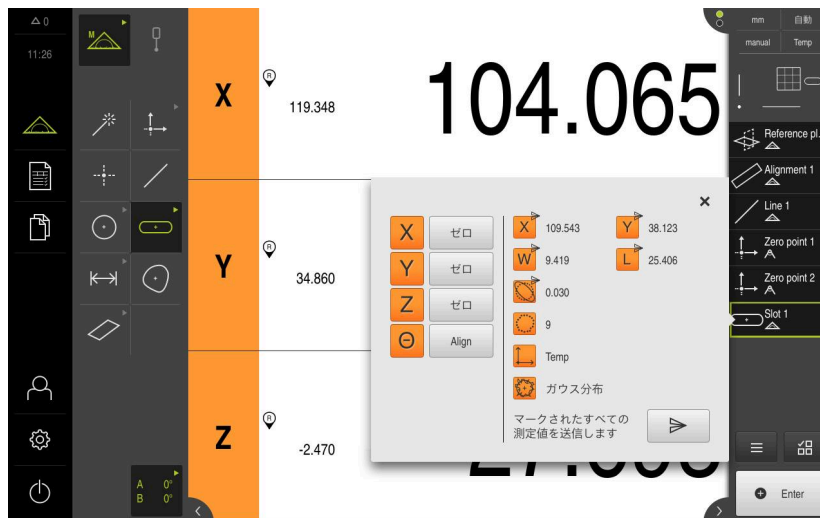 0
11:26
M
A 0°
B 0°
X
R
119.348
104.065
Y
R
34.860
Z
R
-2.470
X
ゼロ
Y
ゼロ
Z
ゼロ
Θ
Align
X
109.543
Y
38.123
W
9.419
L
25.406
0.030
9
Temp
ガウス分布
マークされたすべての
測定値を送信します
mm
自動
manual
Temp
Reference pl.
Alignment 1
Line 1
Zero point 1
Zero point 2
Slot 1
Enter